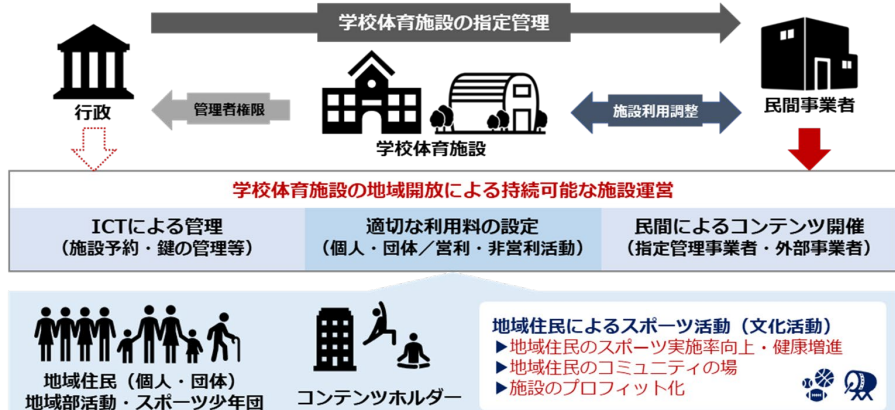 学校体育施設の指定管理
行政
管理者権限
学校体育施設
施設利用調整
民間事業者
学校体育施設の地域開放による持続可能な施設運営
ICTによる管理
（施設予約・鍵の管理等）
適切な利用料の設定
（個人・団体／営利・非営利活動）
民間によるコンテンツ開催
（指定管理事業者・外部事業者）
地域住民（個人・団体）
地域部活動・スポーツ少年団
コンテンツホルダー
地域住民によるスポーツ活動（文化活動）
▶地域住民のスポーツ実施率向上・健康増進
▶地域住民のコミュニティの場
▶施設のプロフィット化